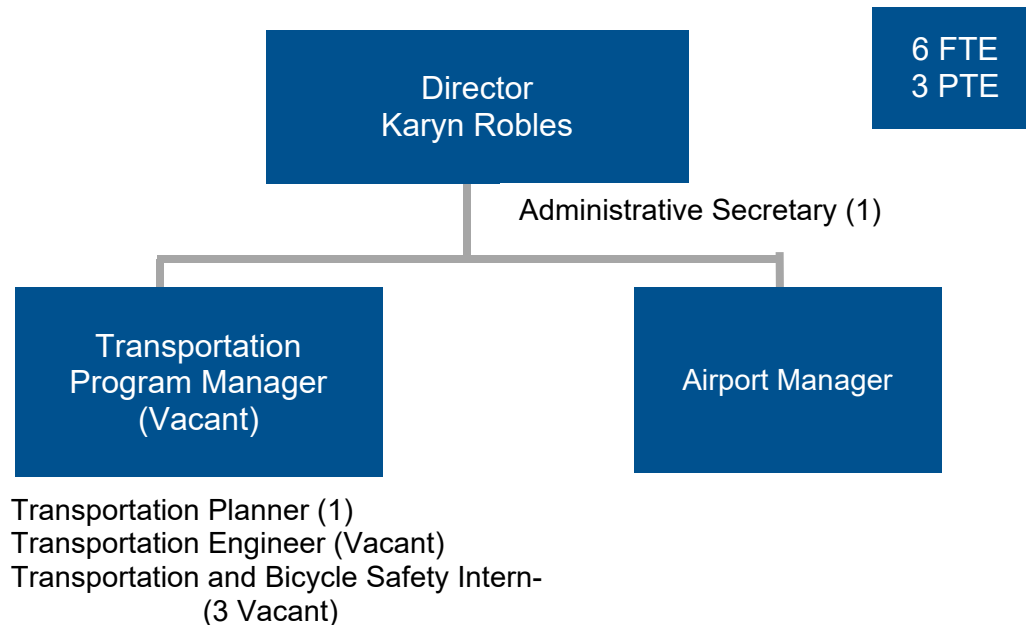 Director
Karyn Robles
6 FTE
3 PTE
Administrative Secretary (1)
Transportation
Program Manager
(Vacant)
Airport Manager
Transportation Planner (1)
Transportation Engineer (Vacant)
Transportation and Bicycle Safety Intern-
(3 Vacant)